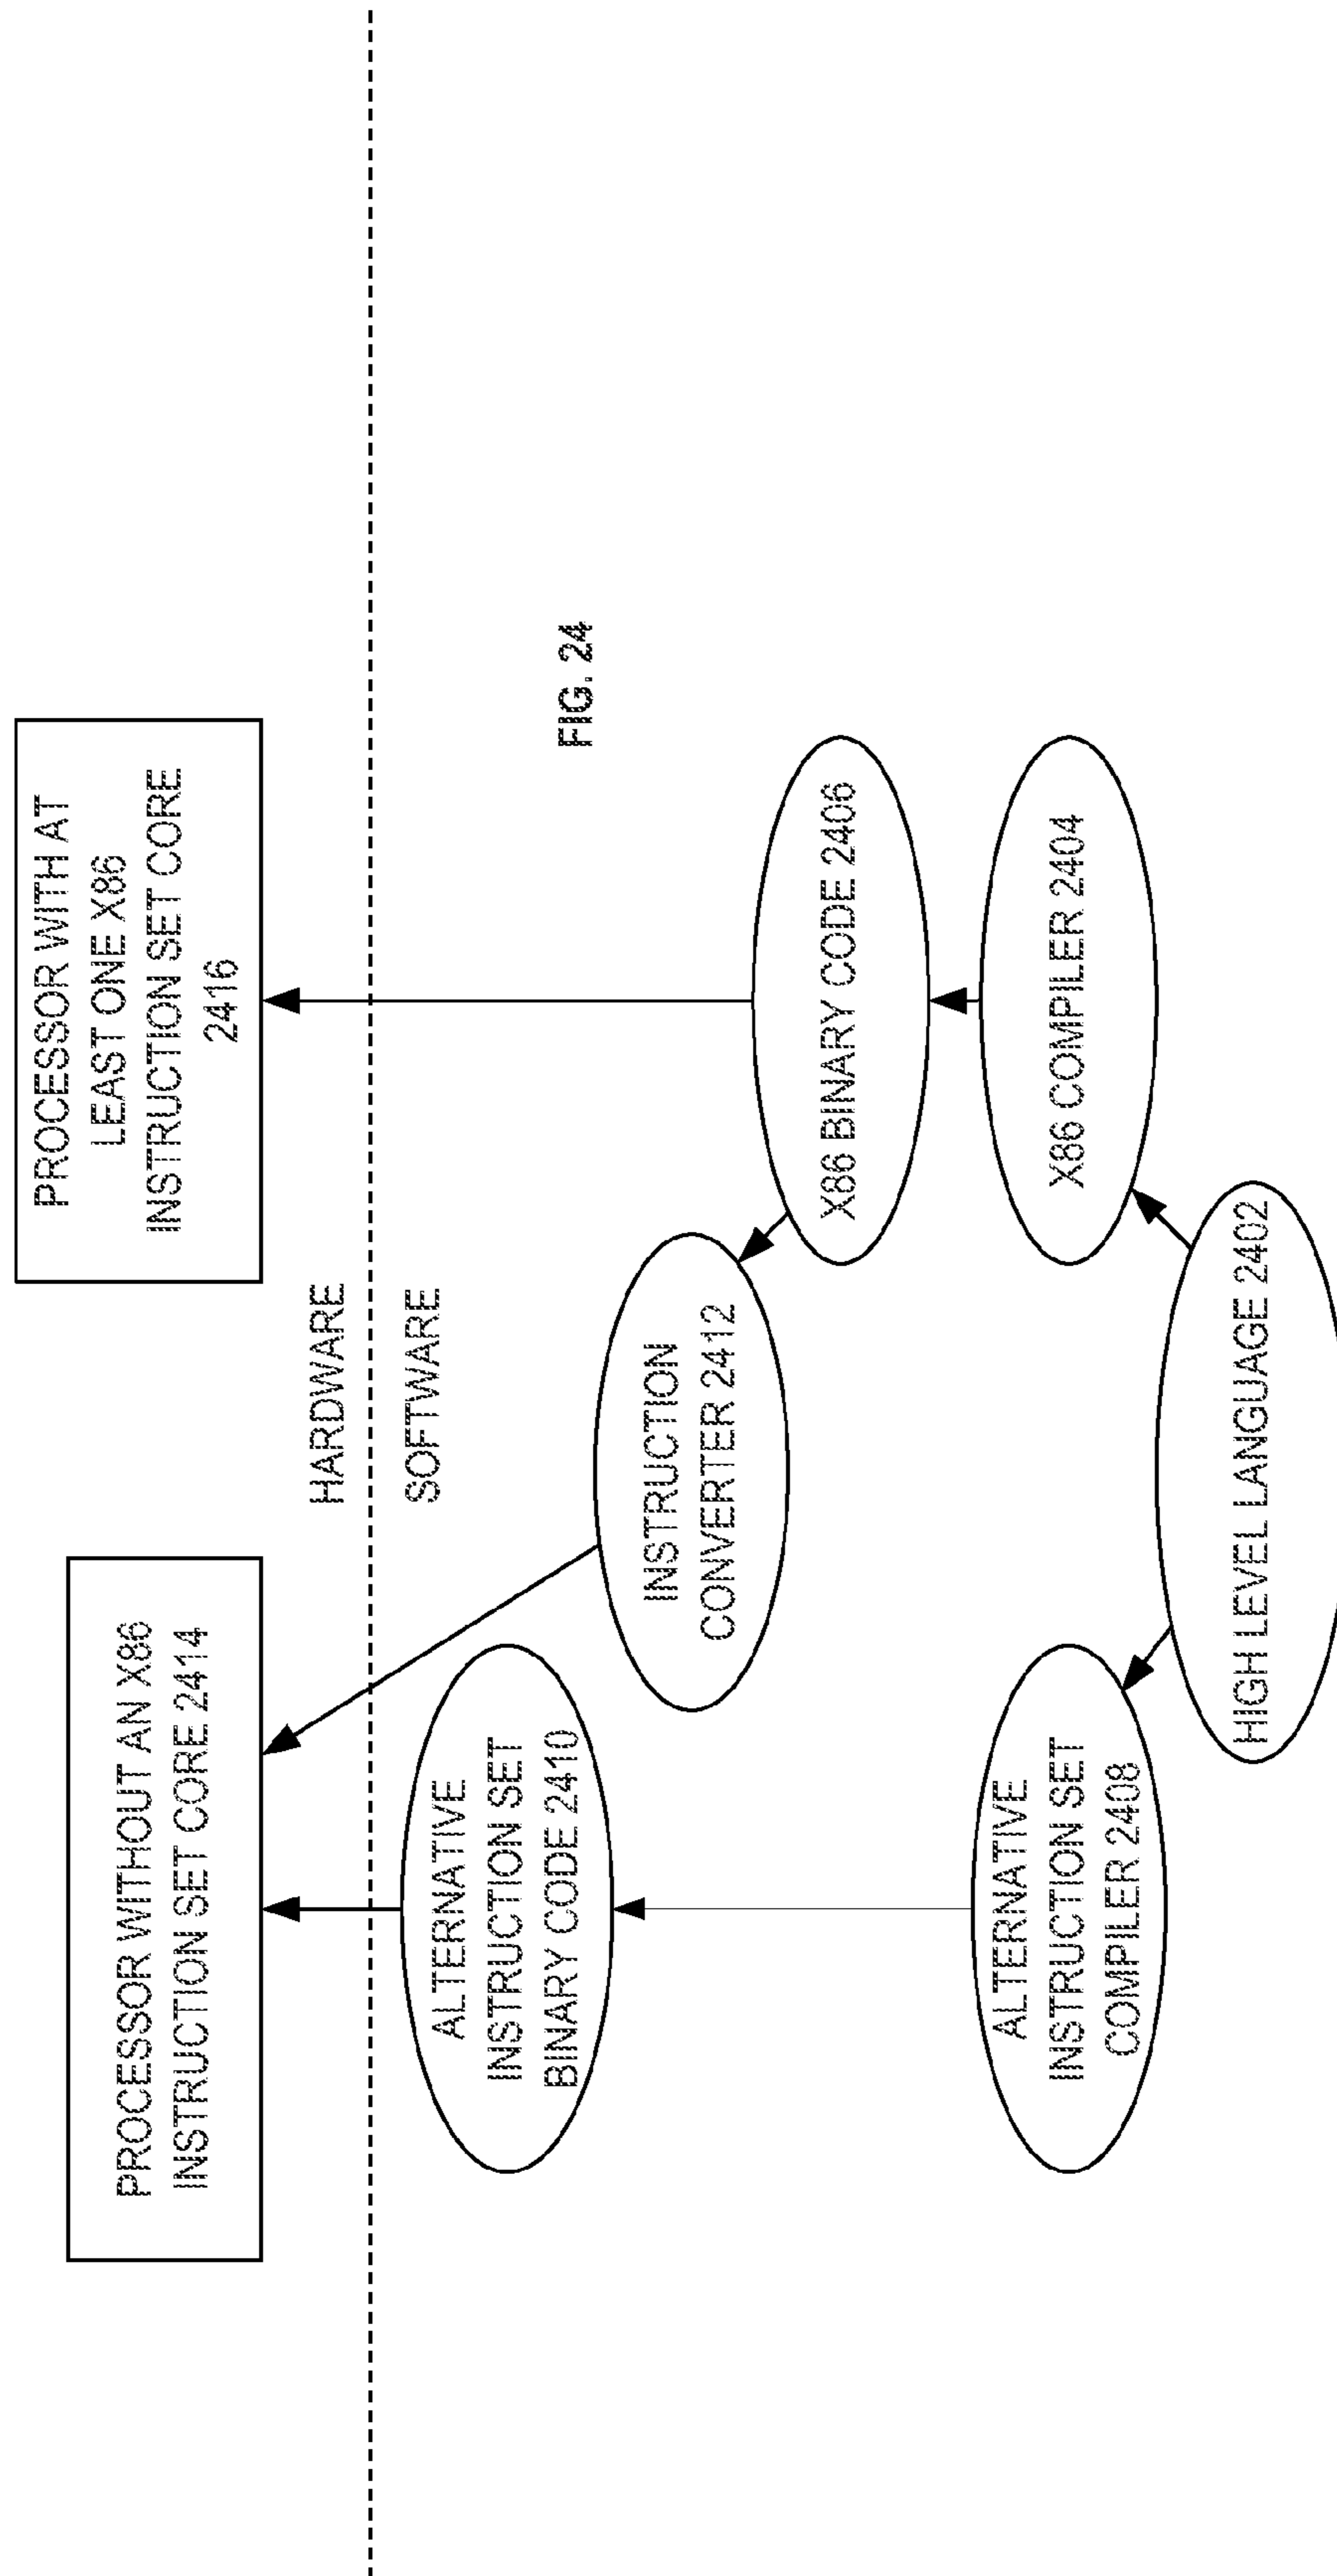 PROCESSOR WITHOUT AN X86
INSTRUCTION SET CORE 2414
PROCESSOR WITH AT
LEAST ONE X86
INSTRUCTION SET CORE
2416
HARDWARE
SOFTWARE
ALTERNATIVE
INSTRUCTION SET
BINARY CODE 2410
INSTRUCTION
CONVERTER 2412
FIG. 24
X86 BINARY CODE 2406
ALTERNATIVE
INSTRUCTION SET
COMPILER 2408
X86 COMPILER 2404
HIGH LEVEL LANGUAGE 2402